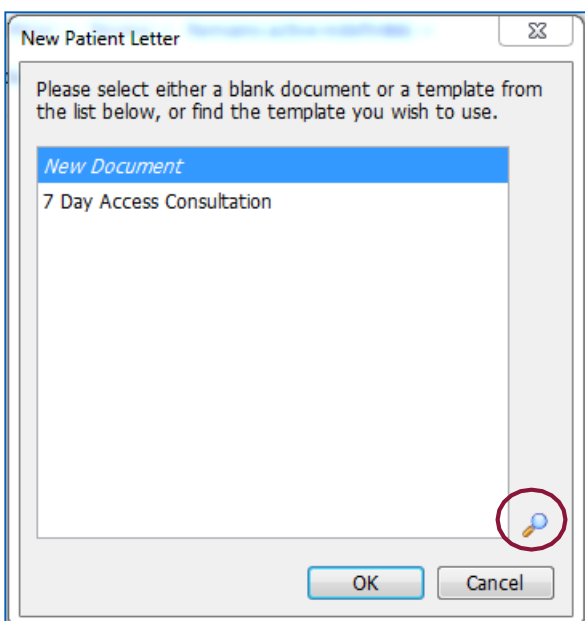 New Patient Letter
Please select either a blank document or a template from
the list below, or find the template you wish to use.
New Document
7 Day Access Consultation
OK
Cancel